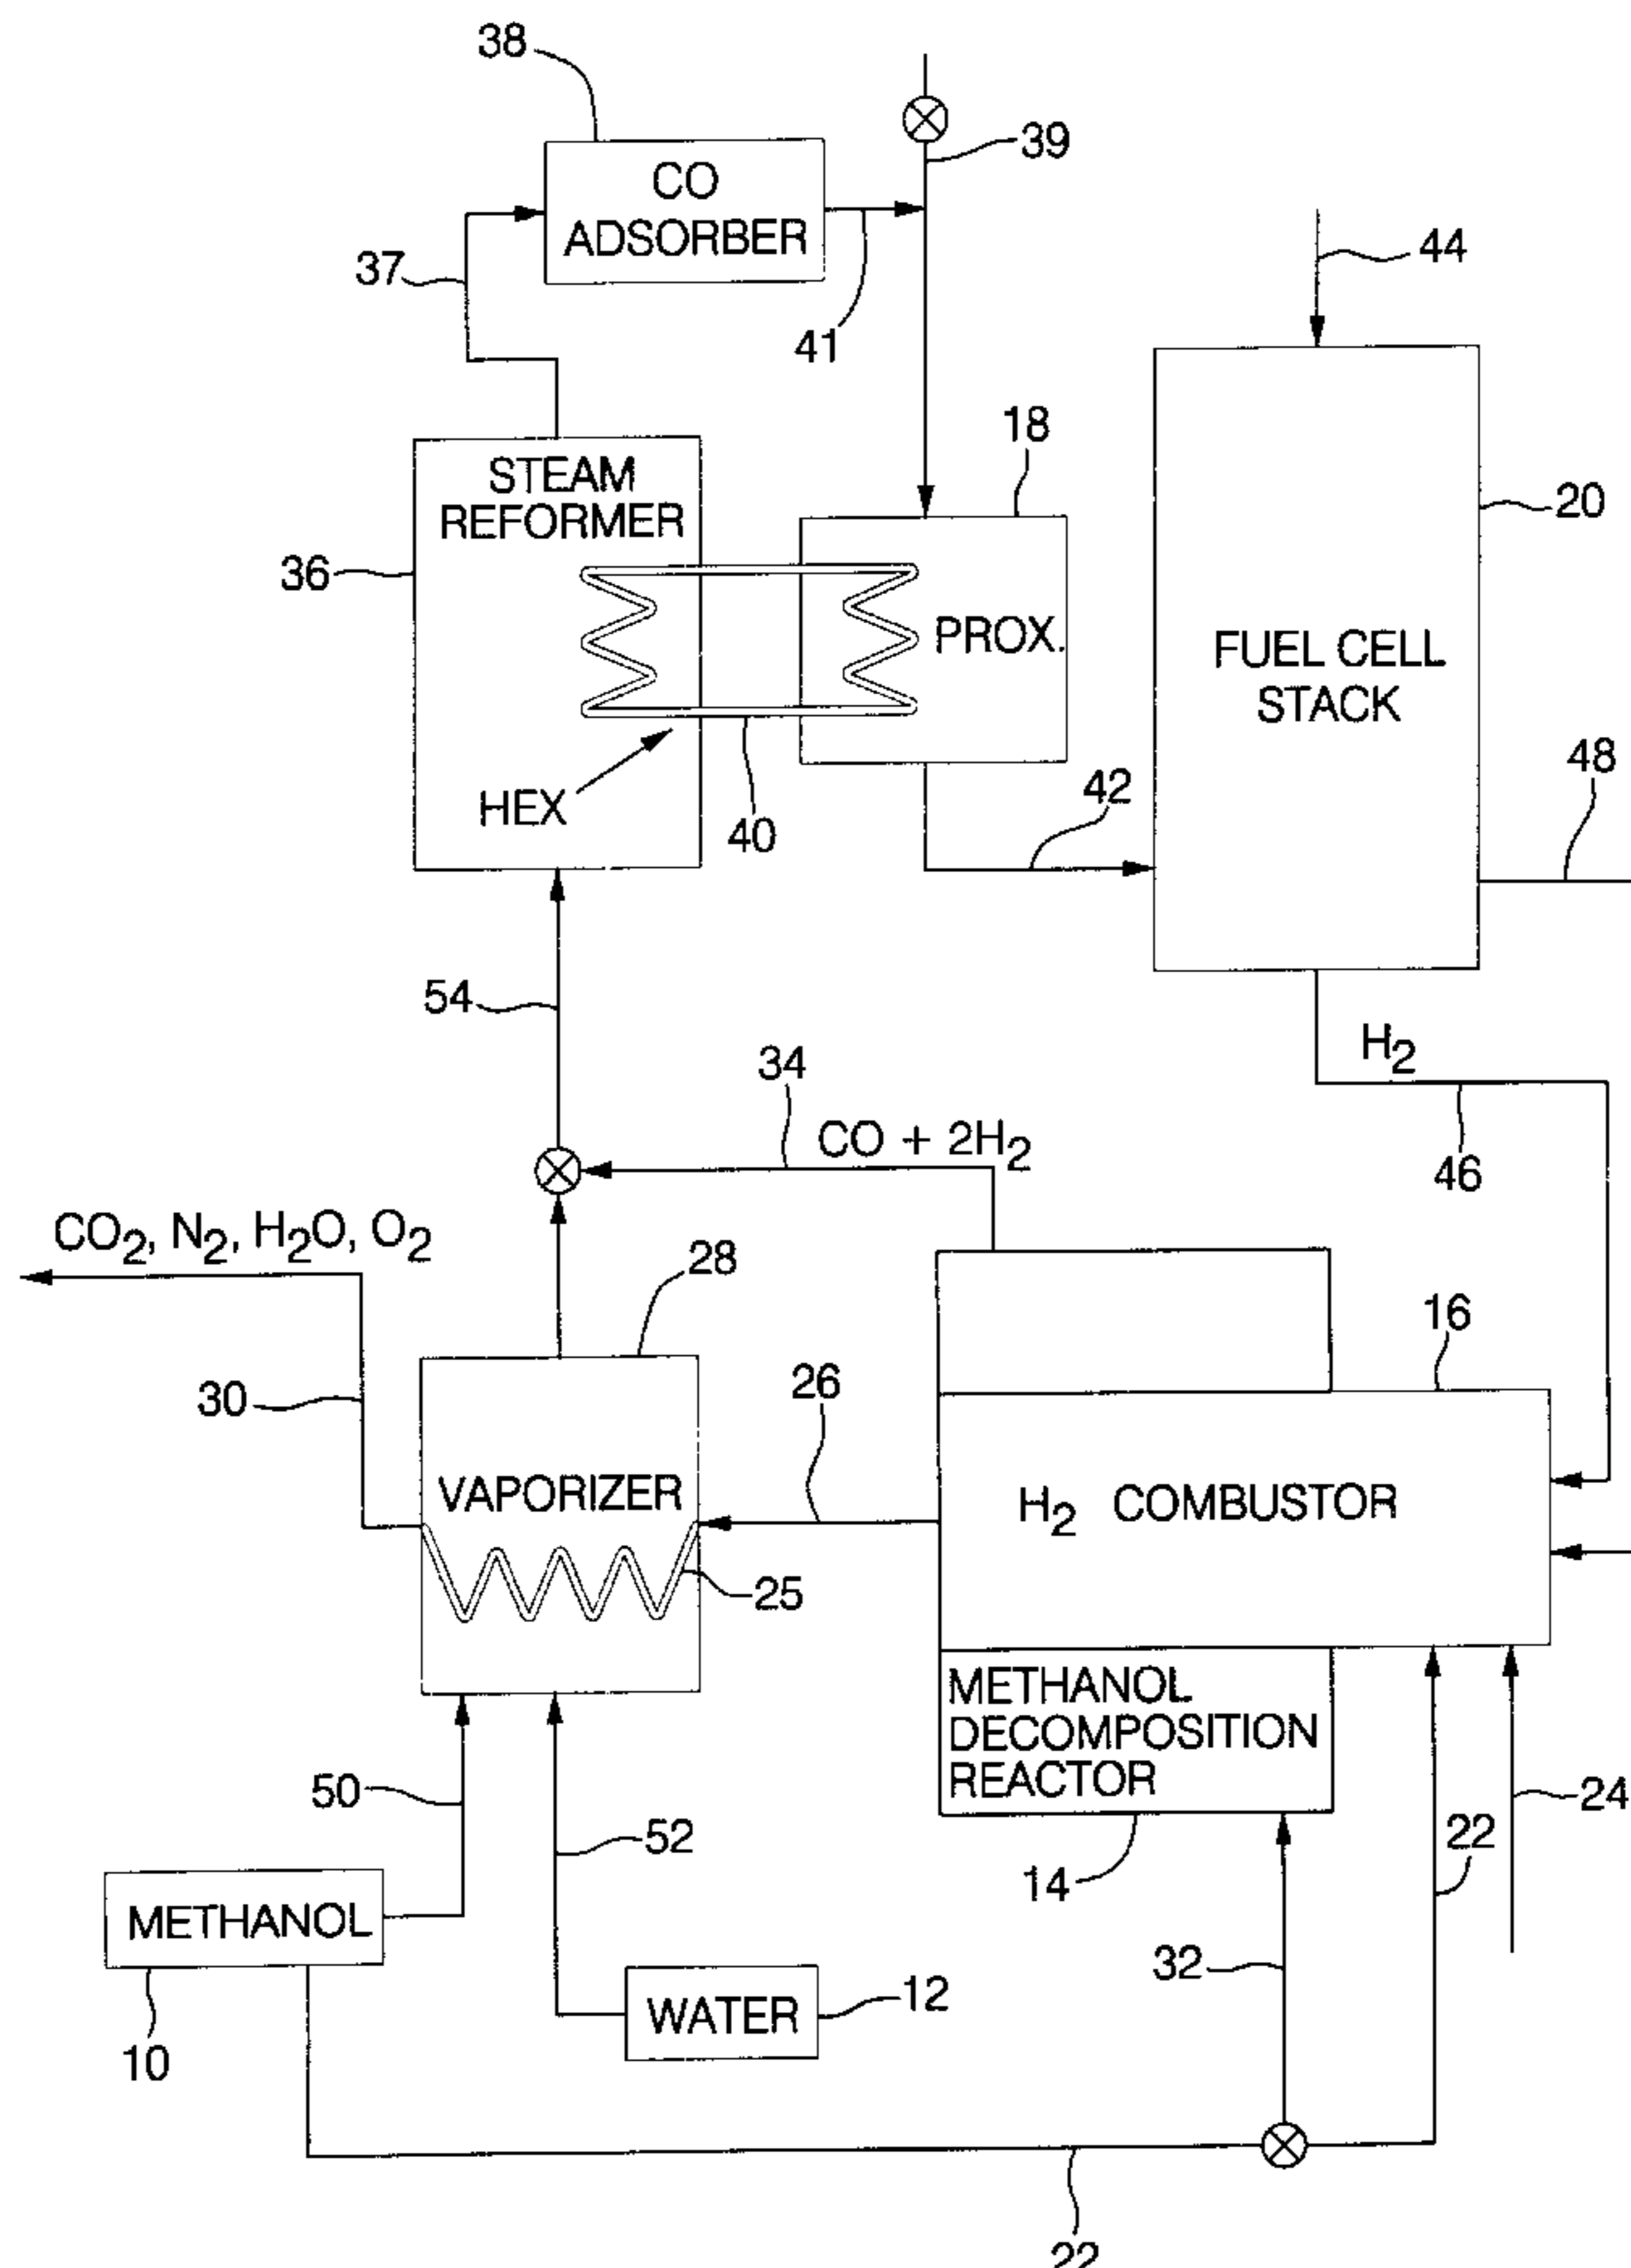 38
39
CO
ADSORBER
44
37
41
18
STEAM
REFORMER
20
36
PROX.
FUEL CELL
STACK
48
HEX
40
42
54
H2
34
CO + 2H2
46
CO2, N2, H2O, O2
28
16
30
26
VAPORIZER
H2 COMBUSTOR
25
METHANOL
DECOMPOSITION
REACTOR
50
52
24
22
14
METHANOL
32
WATER
12
10
22